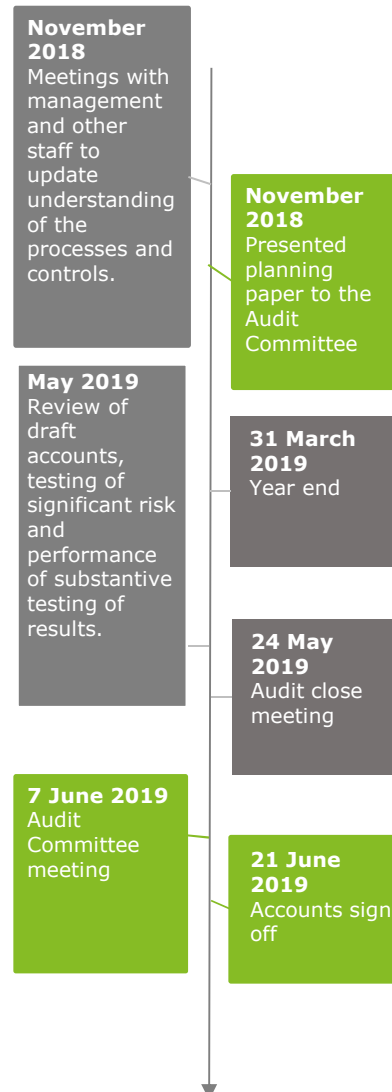 November
2018
Meetings with
management
and other
staff to
update
understanding
of the
processes and
controls.
November
2018
Presented
planning
paper to the
Audit
Committee
May 2019
Review of
draft
accounts,
testing of
significant risk
and
performance
of substantive
testing of
results.
31 March
2019
Year end
24 May
2019
Audit close
meeting
7 June 2019
Audit
Committee
meeting
21 June
2019
Accounts sign
off